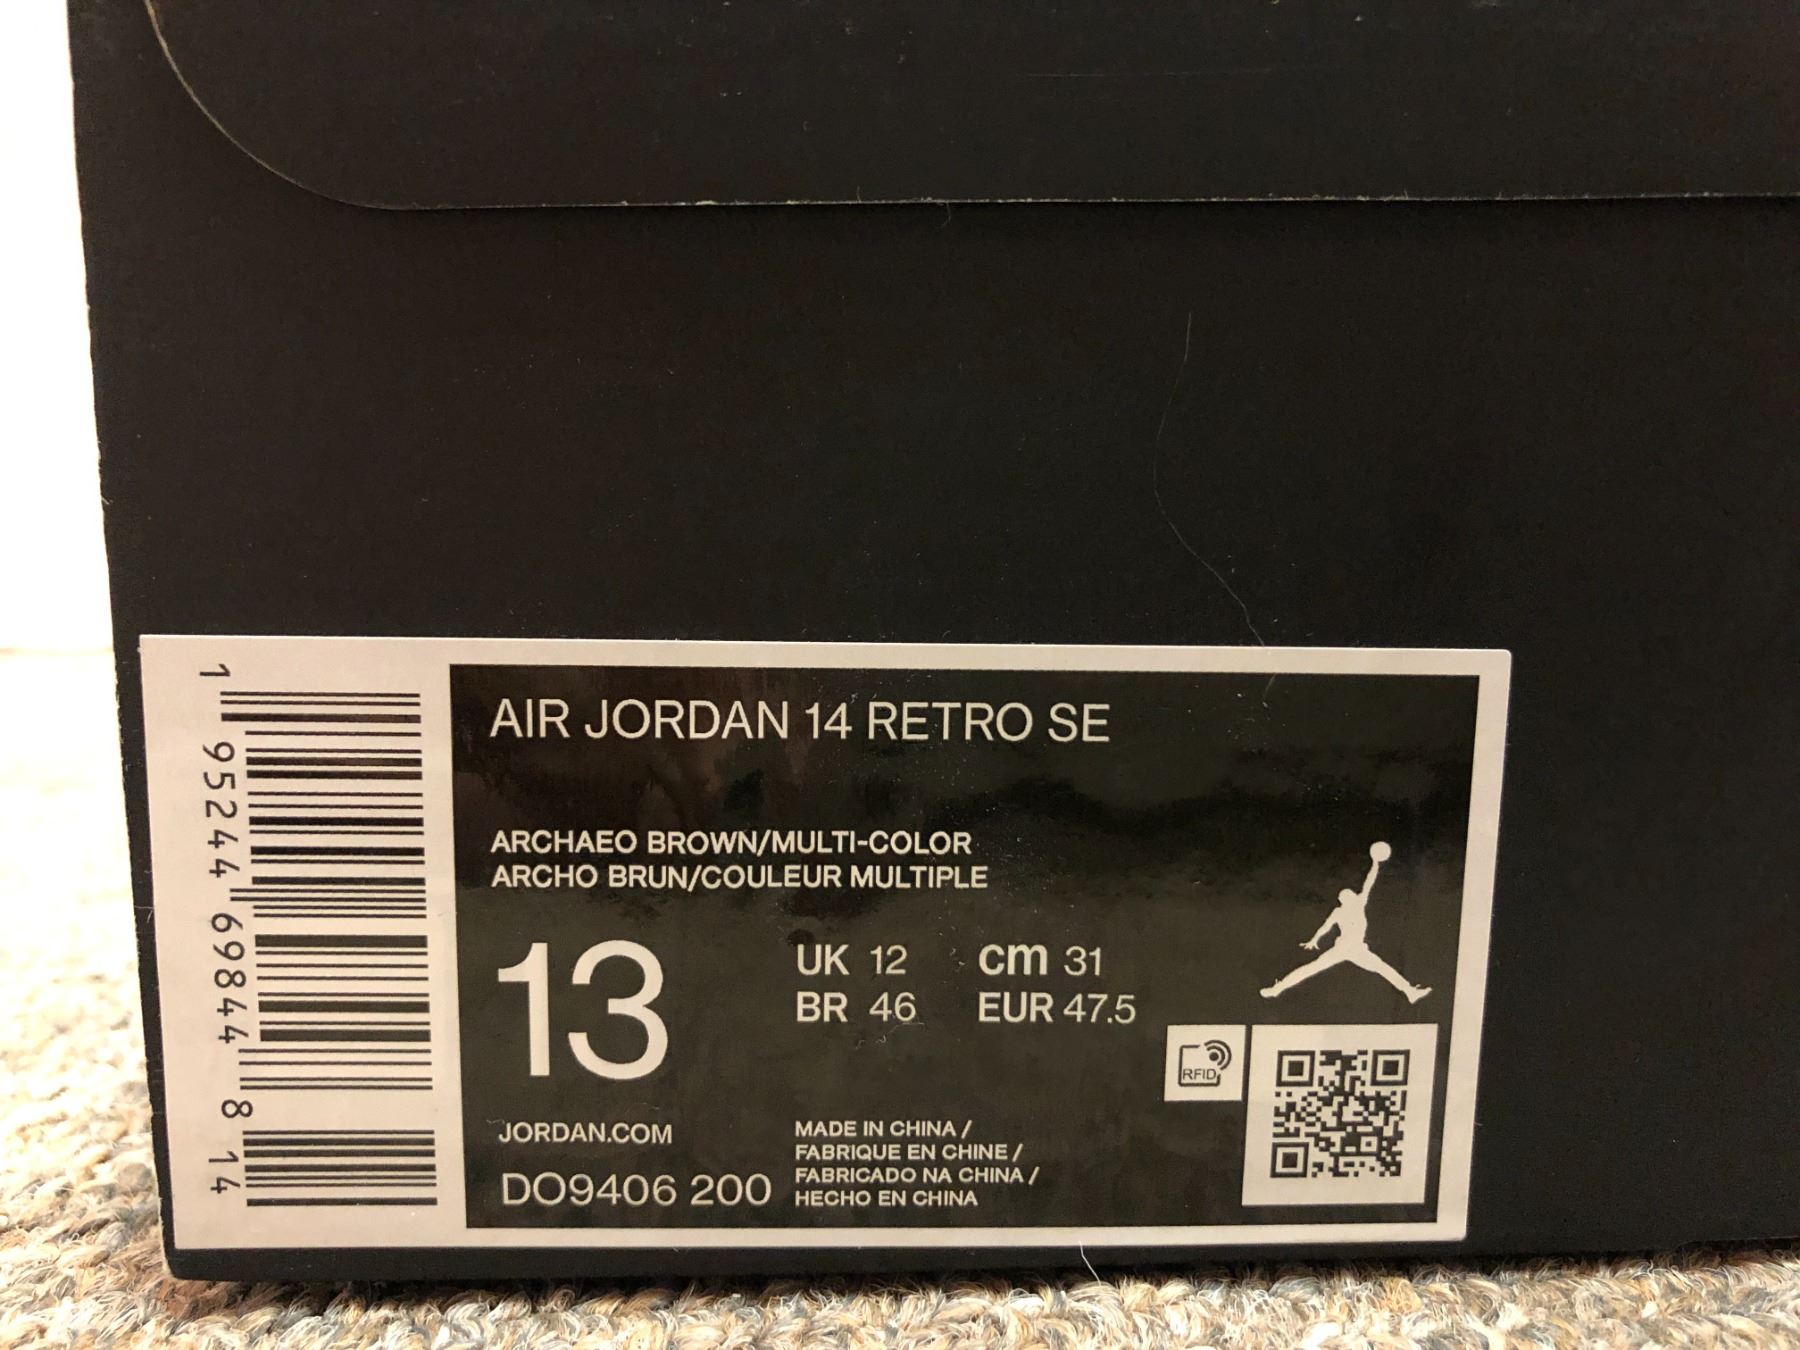 AIR JORDAN 14 RETRO SE
ARCHAEO BROWN/MULTI-COLOR
ARCHO BRUN/COULEUR MULTIPLE
13
UK 12 cm 31
BR 46 EUR 47.5
RFID
JORDAN.COM
DO9406 200
MADE IN CHINA /
FABRIQUE EN CHINE /
FABRICADO NA CHINA /
HECHO EN CHINA
1 95244 69844 8 14